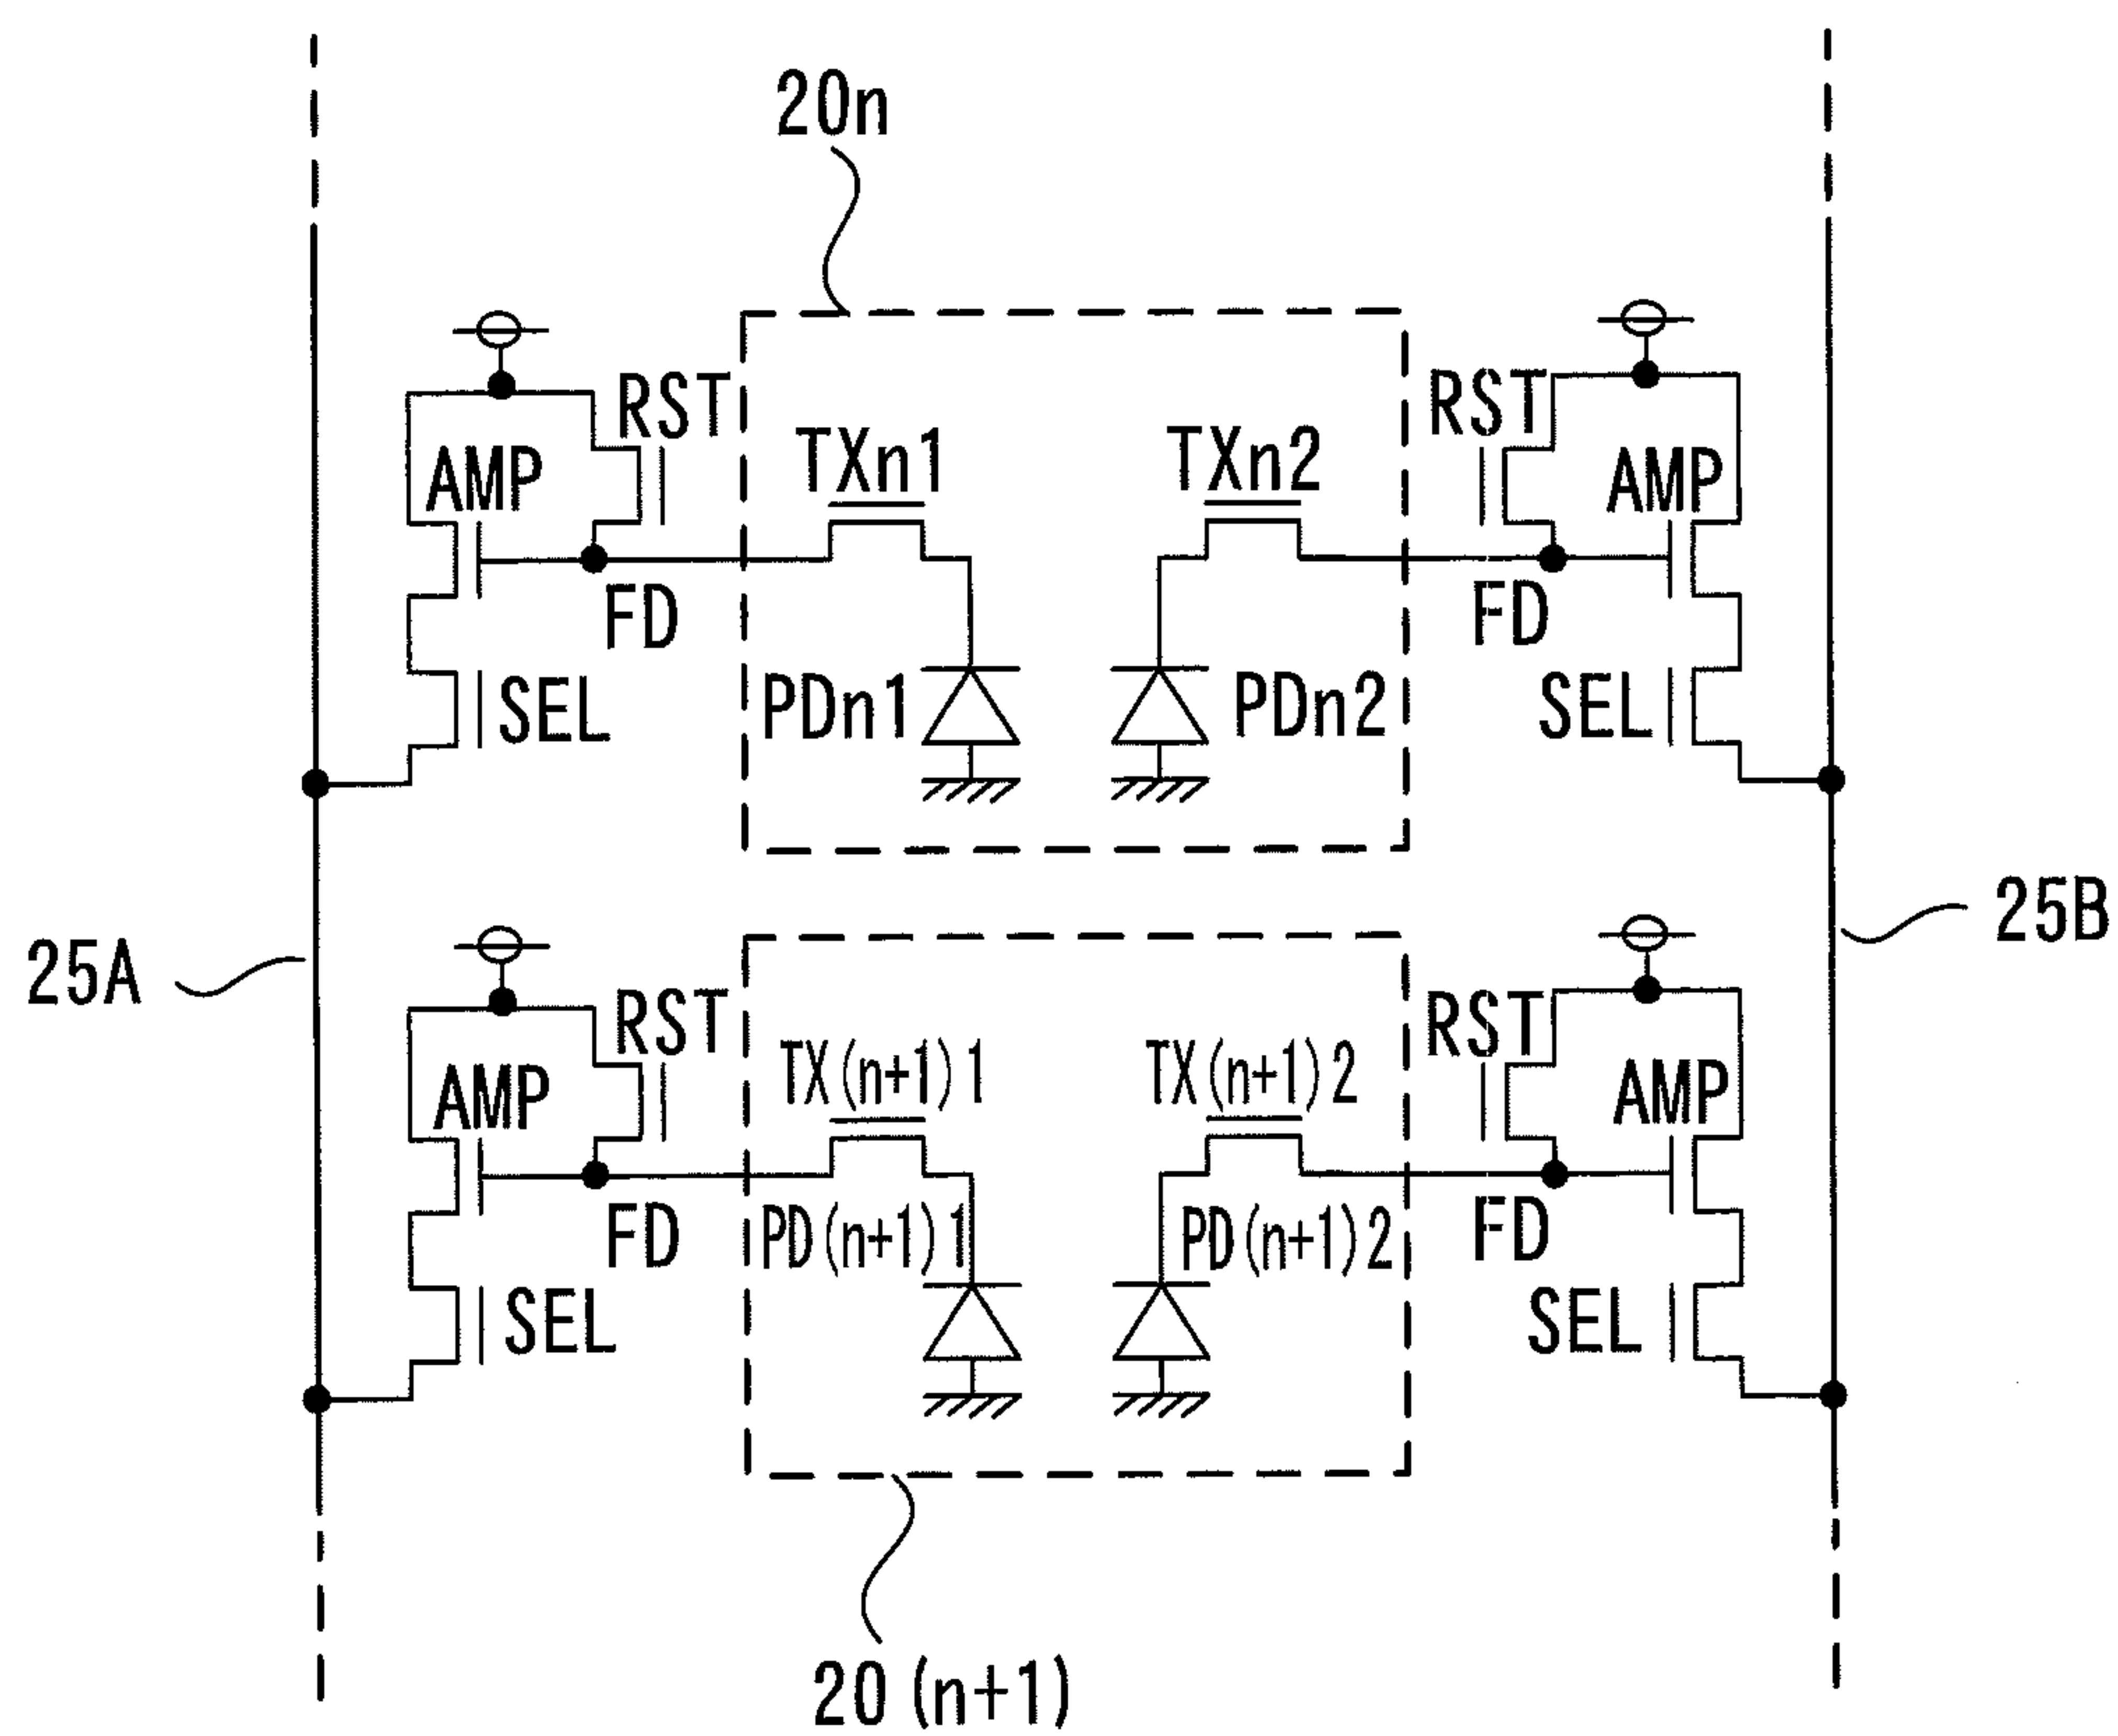 20n
RST
RST
AMP
TXn1
TXn2
AMP
FD
FD
SEL
PDn1
PDn2
SEL
25A
25B
RST
RST
AMP
TX(n+1)1
TX(n+1)2
AMP
FD
PD(n+1)1
PD(n+1)2
FD
SEL
SEL
20(n+1)